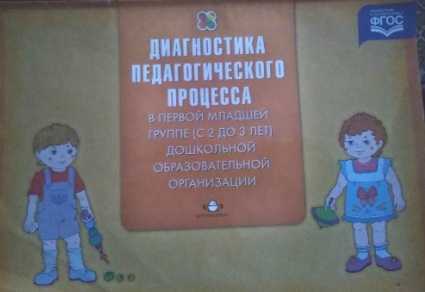 ДИАГНОСТИКА
ПЕДАГОГИЧЕСКОГО
ПРОЦЕССА
В ПЕРВОЙ МЛАДШЕЙ
ГРУППЕ (С 2 ДО 3 ЛЕТ)
ДОШКОЛЬНОЙ
ОБРАЗОВАТЕЛЬНОЙ
ОРГАНИЗАЦИИ
ФГОС